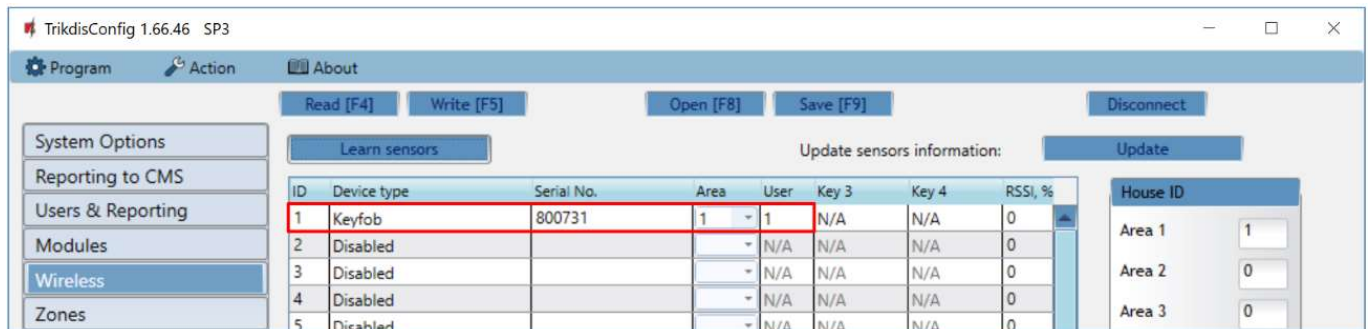 TrikdisConfig 1.66.46 SP3
Program Action About
Read [F4] Write [F5] Open [F8] Save [F9] Disconnect
System Options
Reporting to CMS
Users & Reporting
Modules
Wireless
Zones
Learn sensors Update sensors information: Update
ID Device type Serial No. Area User Key 3 Key 4 RSSI, %
1 Keyfob 800731 1 1 N/A N/A 0
2 Disabled N/A N/A N/A 0
3 Disabled N/A N/A N/A 0
4 Disabled N/A N/A N/A 0
5 Disabled N/A N/A N/A 0
House ID
Area 1 1
Area 2 0
Area 3 0